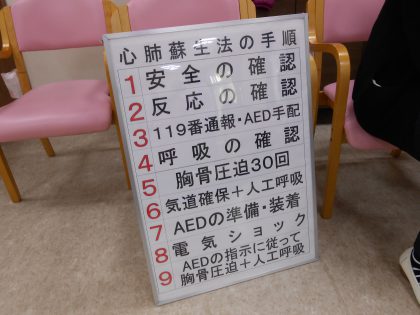 心肺蘇生法の手順
1 安全の確認
2 反応の確認
3 119番通報・AED手配
4 呼吸の確認
5 胸骨圧迫30回
6 気道確保＋人工呼吸
7 AEDの準備・装着
8 電気ショック
9 AEDの指示に従って
胸骨圧迫＋人工呼吸